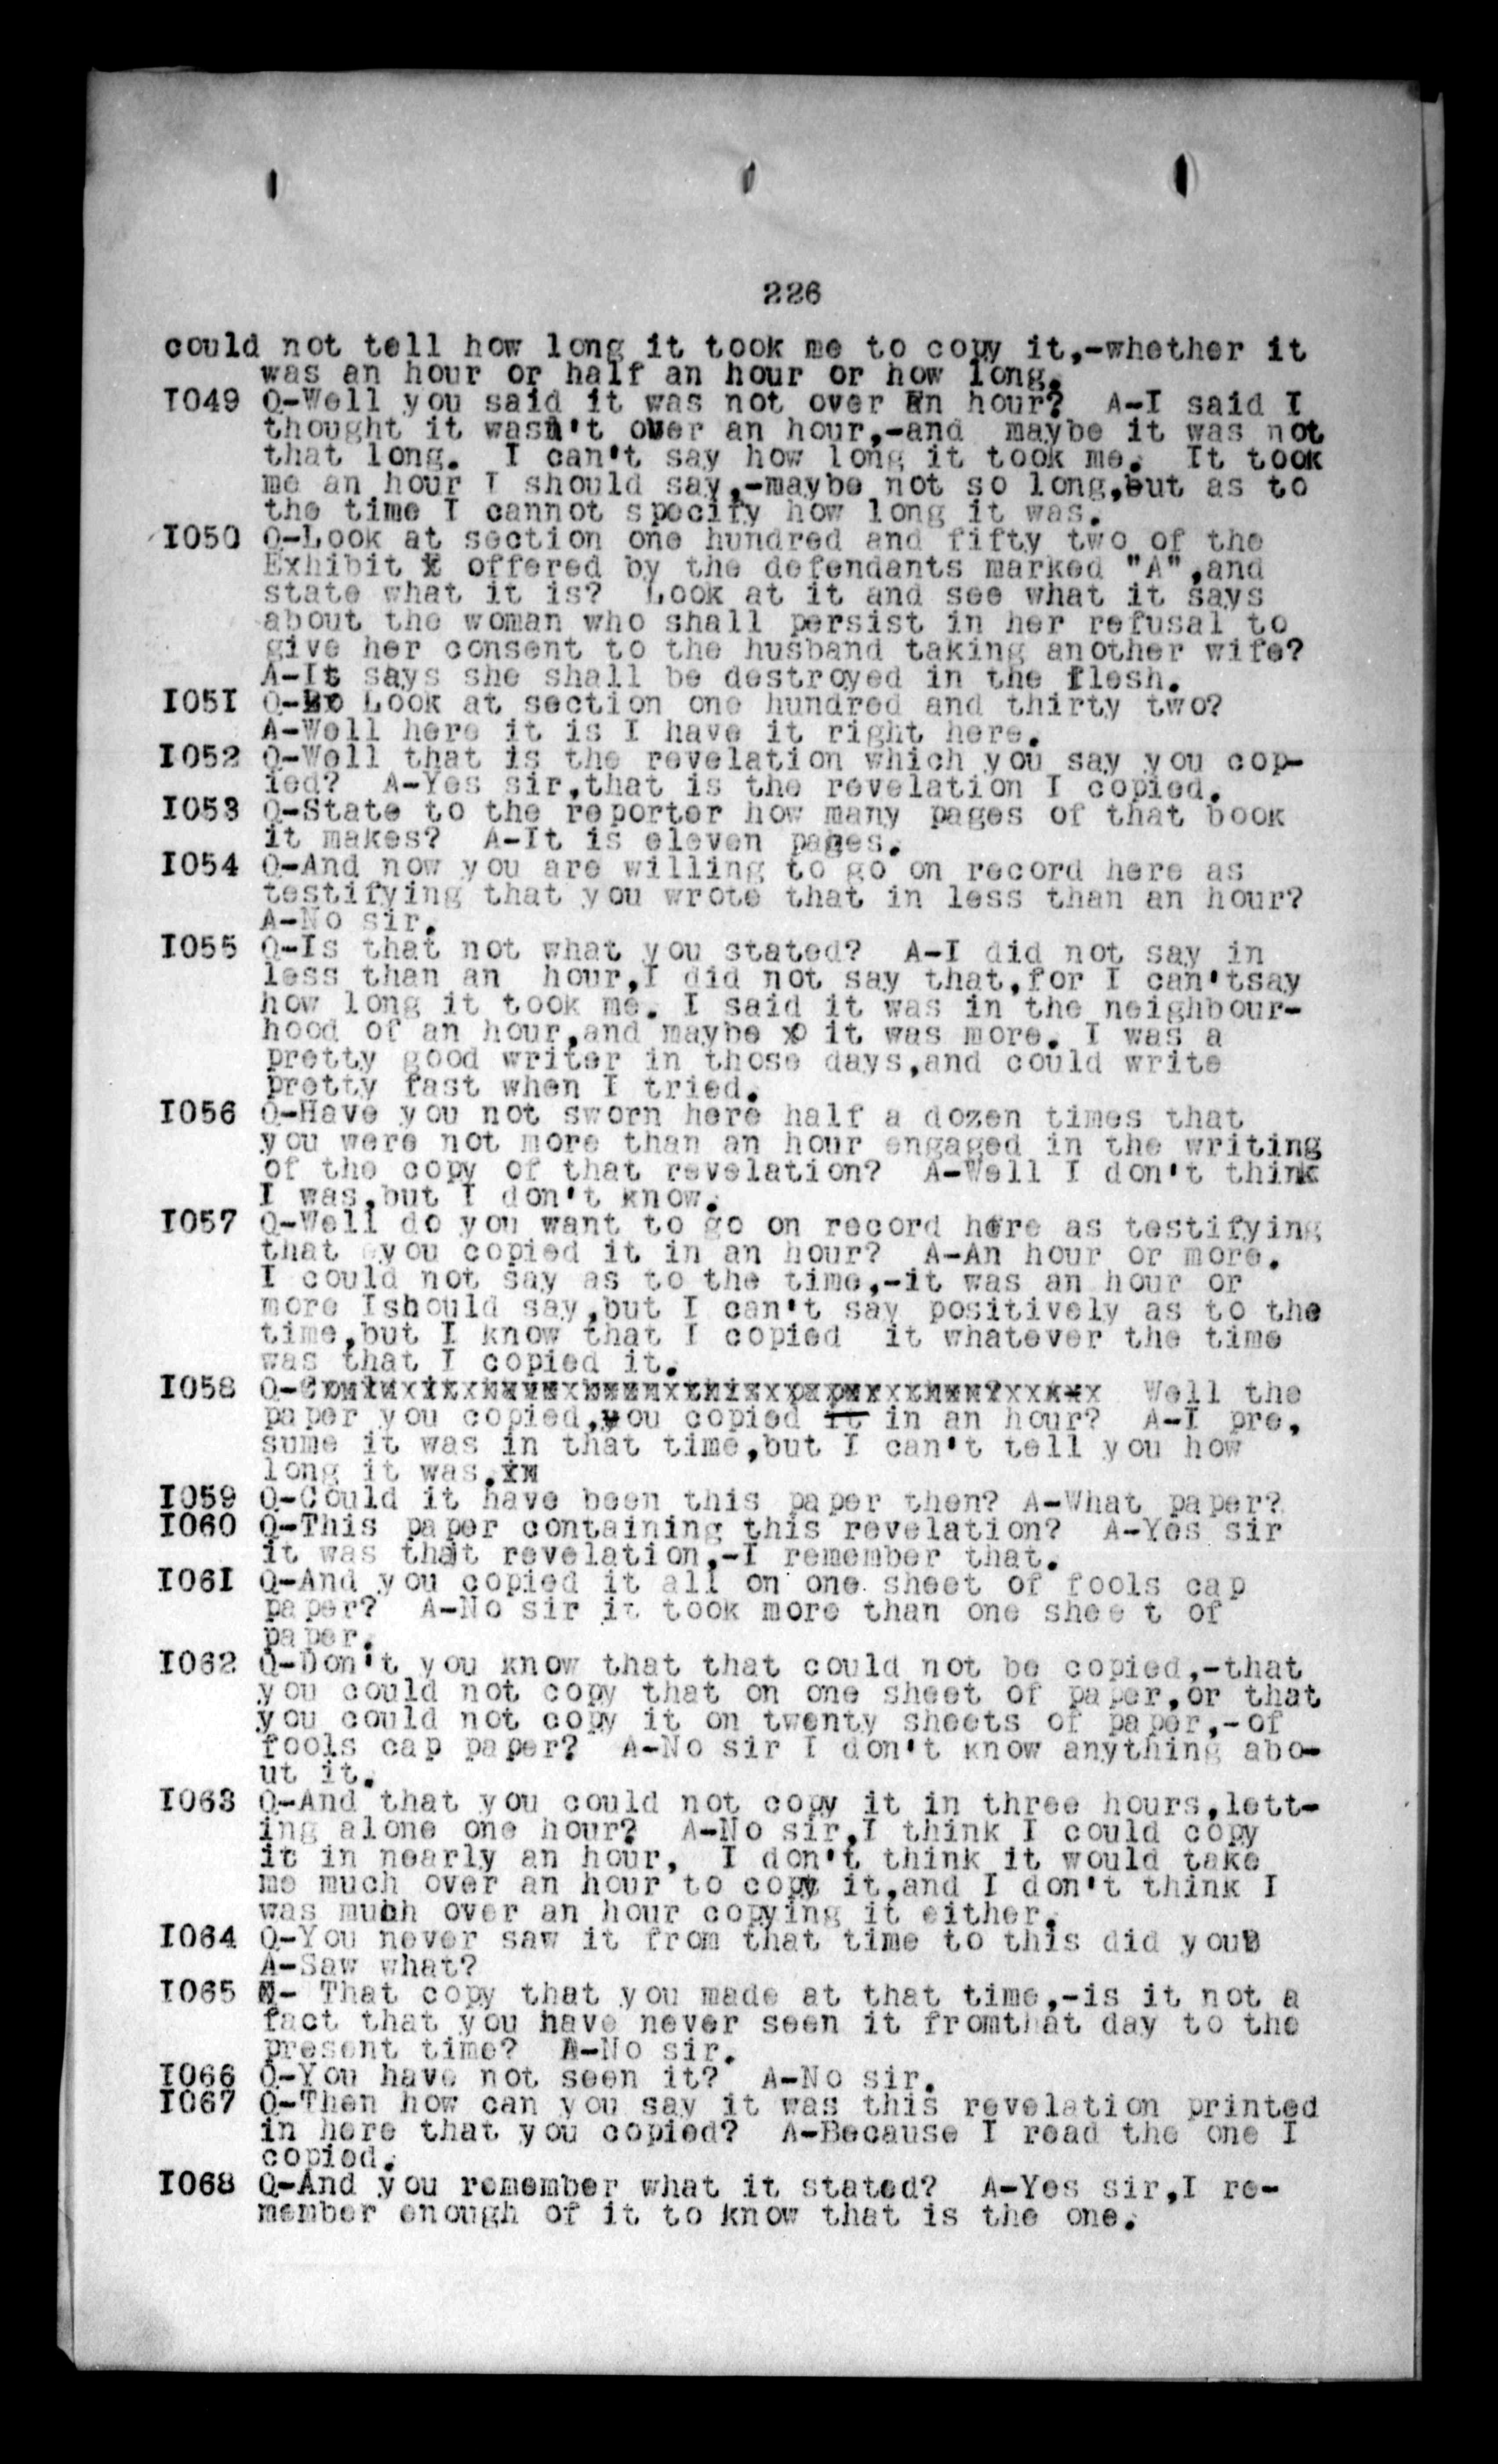 226
could not tell how long it took me to copy it,-whether it
was an hour or half an hour or how long.
I049 Q-Well you said it was not over an hour?  A-I said I
thought it wasn't over an hour,-and  maybe it was not
that long.  I can't say how long it took me.  It took
me an hour I should say,-maybe not so long,but as to
the time I cannot specify how long it was.
I050 Q-Look at section one hundred and fifty two of the
Exhibit offered by the defendants marked "A",and
state what it is?  Look at it and see what it says
about the woman who shall persist in her refusal to
give her consent to the husband taking another wife?
A-It says she shall be destroyed in the flesh.
I05I Q- Look at section one hundred and thirty two?
A-Well here it is I have it right here.
I052 Q-Well that is the revelation which you say you cop-
ied?  A-Yes sir,that is the revelation I copied.
I053 Q-State to the reporter how many pages of that book
it makes?  A-It is eleven pages.
I054 Q-And now you are willing to go on record here as
testifying that you wrote that in less than an hour?
A-No sir.
I055 Q-Is that not what you stated?  A-I did not say in
less than an  hour,I did not say that,for I can'tsay
how long it took me. I said it was in the neighbour-
hood of an hour,and maybe it was more. I was a
pretty good writer in those days,and could write
pretty fast when I tried.
I056 Q-Have you not sworn here half a dozen times that
you were not more than an hour engaged in the writing
of the copy of that revelation?  A-Well I don't think
I was,but I don't know.
I057 Q-Well do you want to go on record here as testifying
that you copied it in an hour?  A-An hour or more.
I could not say as to the time,-it was an hour or
more Ishould say,but I can't say positively as to the
time,but I know that I copied  it whatever the time
was that I copied it.
I058 Q- Well the
paper you copied,you copied it in an hour?  A-I pre,
sume it was in that time,but I can't tell you how
long it was.
I059 Q-Could it have been this paper then? A-What paper?
I060 Q-This paper containing this revelation?  A-Yes sir
it was that revelation,-I remember that.
I06I Q-And you copied it all on one sheet of fools cap
paper?  A-No sir it took more than one shee t of
paper.
I062 Q-Don't you know that that could not be copied,-that
you could not copy that on one sheet of paper,or that
you could not copy it on twenty sheets of paper,-of
fools cap paper?  A-No sir I don't know anything abo-
ut it.
I063 Q-And that you could not copy it in three hours,lett-
ing alone one hour?  A-No sir,I think I could copy
it in nearly an hour,  I don't think it would take
me much over an hour to copy it,and I don't think I
was much over an hour copying it either.
I064 Q-You never saw it from that time to this did you?
A-Saw what?
I065 Q- That copy that you made at that time,-is it not a
fact that you have never seen it fromthat day to the
present time?  A-No sir.
I066 Q-You have not seen it?  A-No sir.
I067 Q-Then how can you say it was this revelation printed
in here that you copied?  A-Because I read the one I
copied.
I068 Q-And you remember what it stated?  A-Yes sir,I re-
member enough of it to know that is the one.